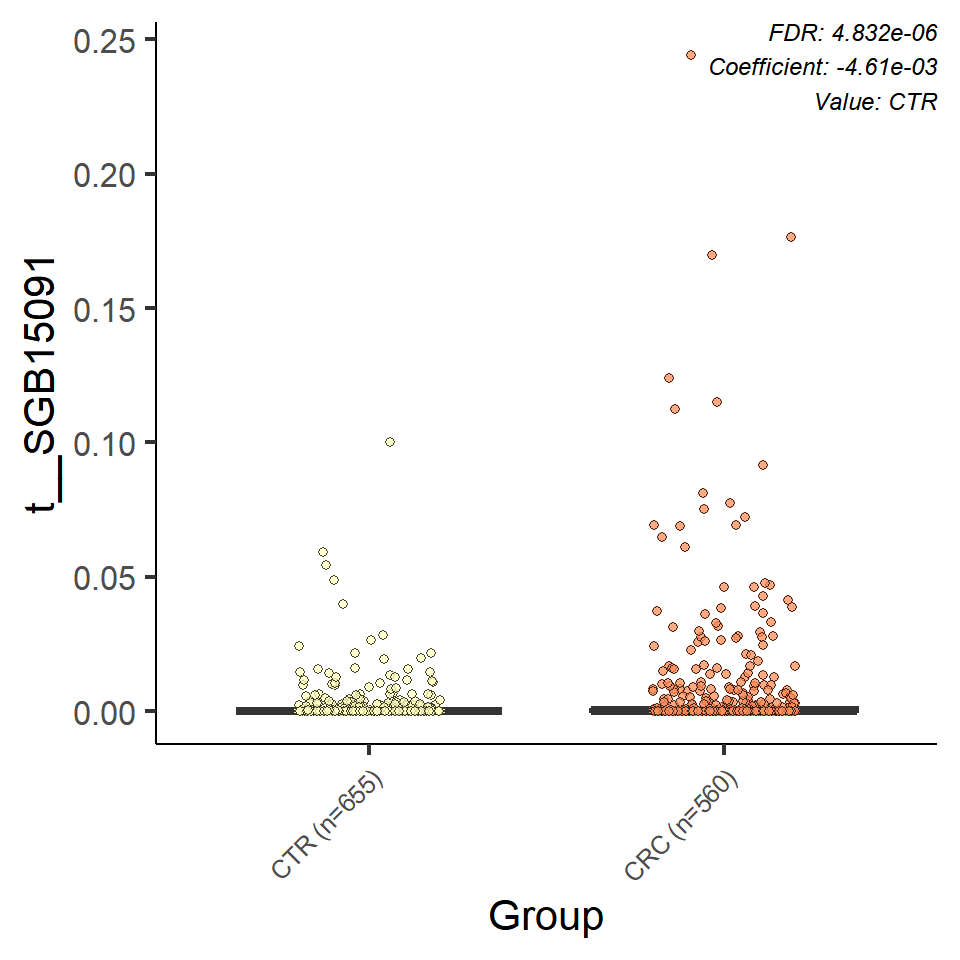 FDR: 4.832e-06
Coefficient: -4.61e-03
Value: CTR
0.25
0.20
0.15
0.10
0.05
0.00
t__SGB15091
CTR (n=655)
CRC (n=560)
Group